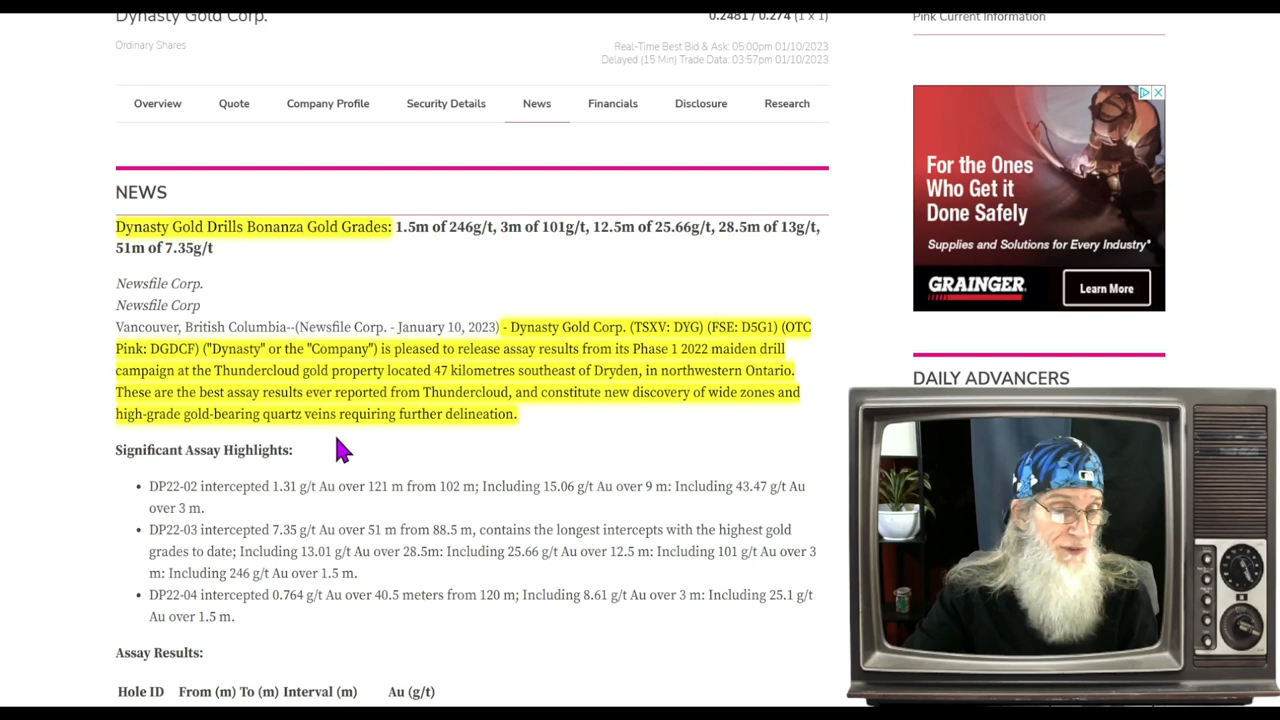 Dynasty Gold Corp.
0.2481 / 0.274 (1 x 1)
Pink Current Information
Ordinary Shares
Real-Time Best Bid & Ask: 05:00pm 01/10/2023
Delayed (15 Min) Trade Data: 03:57pm 01/10/2023
Overview Quote Company Profile Security Details News Financials Disclosure Research
For the Ones
Who Get it
Done Safely
Supplies and Solutions for Every Industry*
GRAINGER
Learn More
NEWS
Dynasty Gold Drills Bonanza Gold Grades: 1.5m of 246g/t, 3m of 101g/t, 12.5m of 25.66g/t, 28.5m of 13g/t,
51m of 7.35g/t
Newsfile Corp.
Newsfile Corp
Vancouver, British Columbia--(Newsfile Corp. - January 10, 2023) - Dynasty Gold Corp. (TSXV: DYG) (FSE: D5G1) (OTC
Pink: DGDCF) ("Dynasty" or the "Company") is pleased to release assay results from its Phase 1 2022 maiden drill
campaign at the Thundercloud gold property located 47 kilometres southeast of Dryden, in northwestern Ontario.
These are the best assay results ever reported from Thundercloud, and constitute new discovery of wide zones and
high-grade gold-bearing quartz veins requiring further delineation.
DAILY ADVANCERS
Significant Assay Highlights:
• DP22-02 intercepted 1.31 g/t Au over 121 m from 102 m; Including 15.06 g/t Au over 9 m: Including 43.47 g/t Au
over 3 m.
• DP22-03 intercepted 7.35 g/t Au over 51 m from 88.5 m, contains the longest intercepts with the highest gold
grades to date; Including 13.01 g/t Au over 28.5m: Including 25.66 g/t Au over 12.5 m: Including 101 g/t Au over 3
m: Including 246 g/t Au over 1.5 m.
• DP22-04 intercepted 0.764 g/t Au over 40.5 meters from 120 m; Including 8.61 g/t Au over 3 m: Including 25.1 g/t
Au over 1.5 m.
Assay Results:
Hole ID From (m) To (m) Interval (m) Au (g/t)